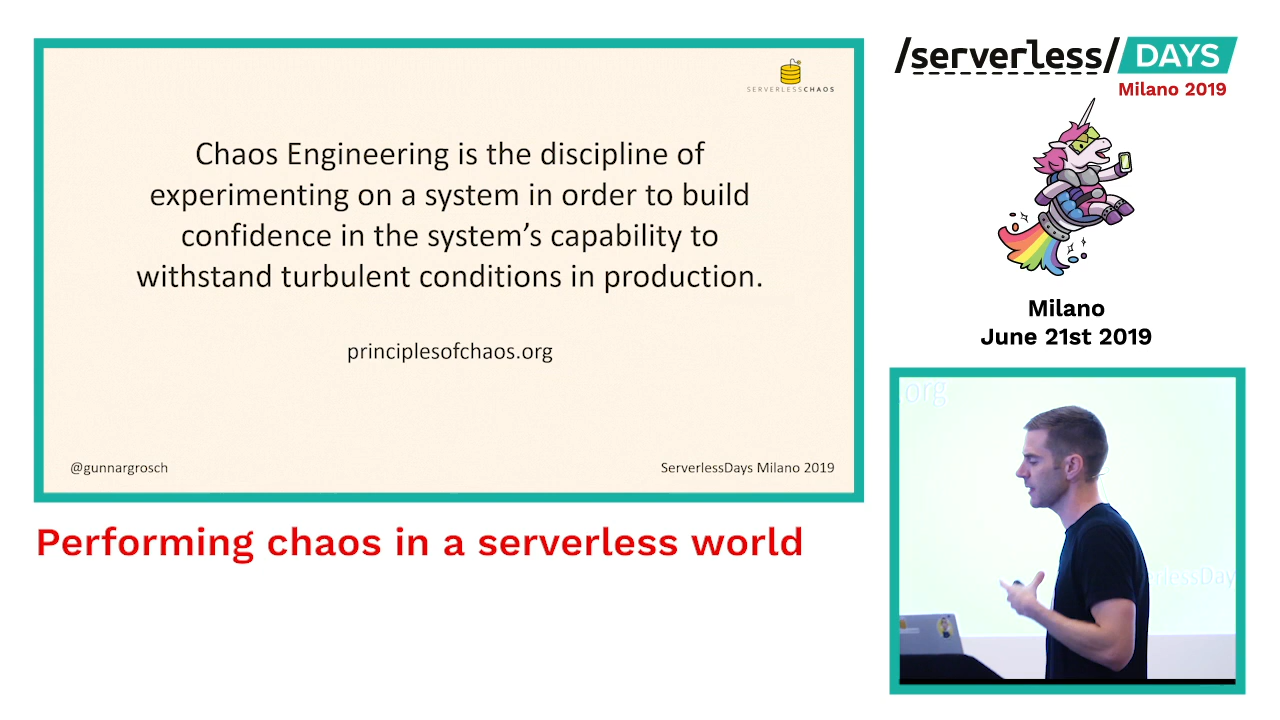 SERVERLESSCHAOS
Chaos Engineering is the discipline of
experimenting on a system in order to build
confidence in the system’s capability to
withstand turbulent conditions in production.
principlesofchaos.org
@gunnargrosch
ServerlessDays Milano 2019
Performing chaos in a serverless world
/serverless/DAYS
Milano 2019
Milano
June 21st 2019
.org
rlessDay